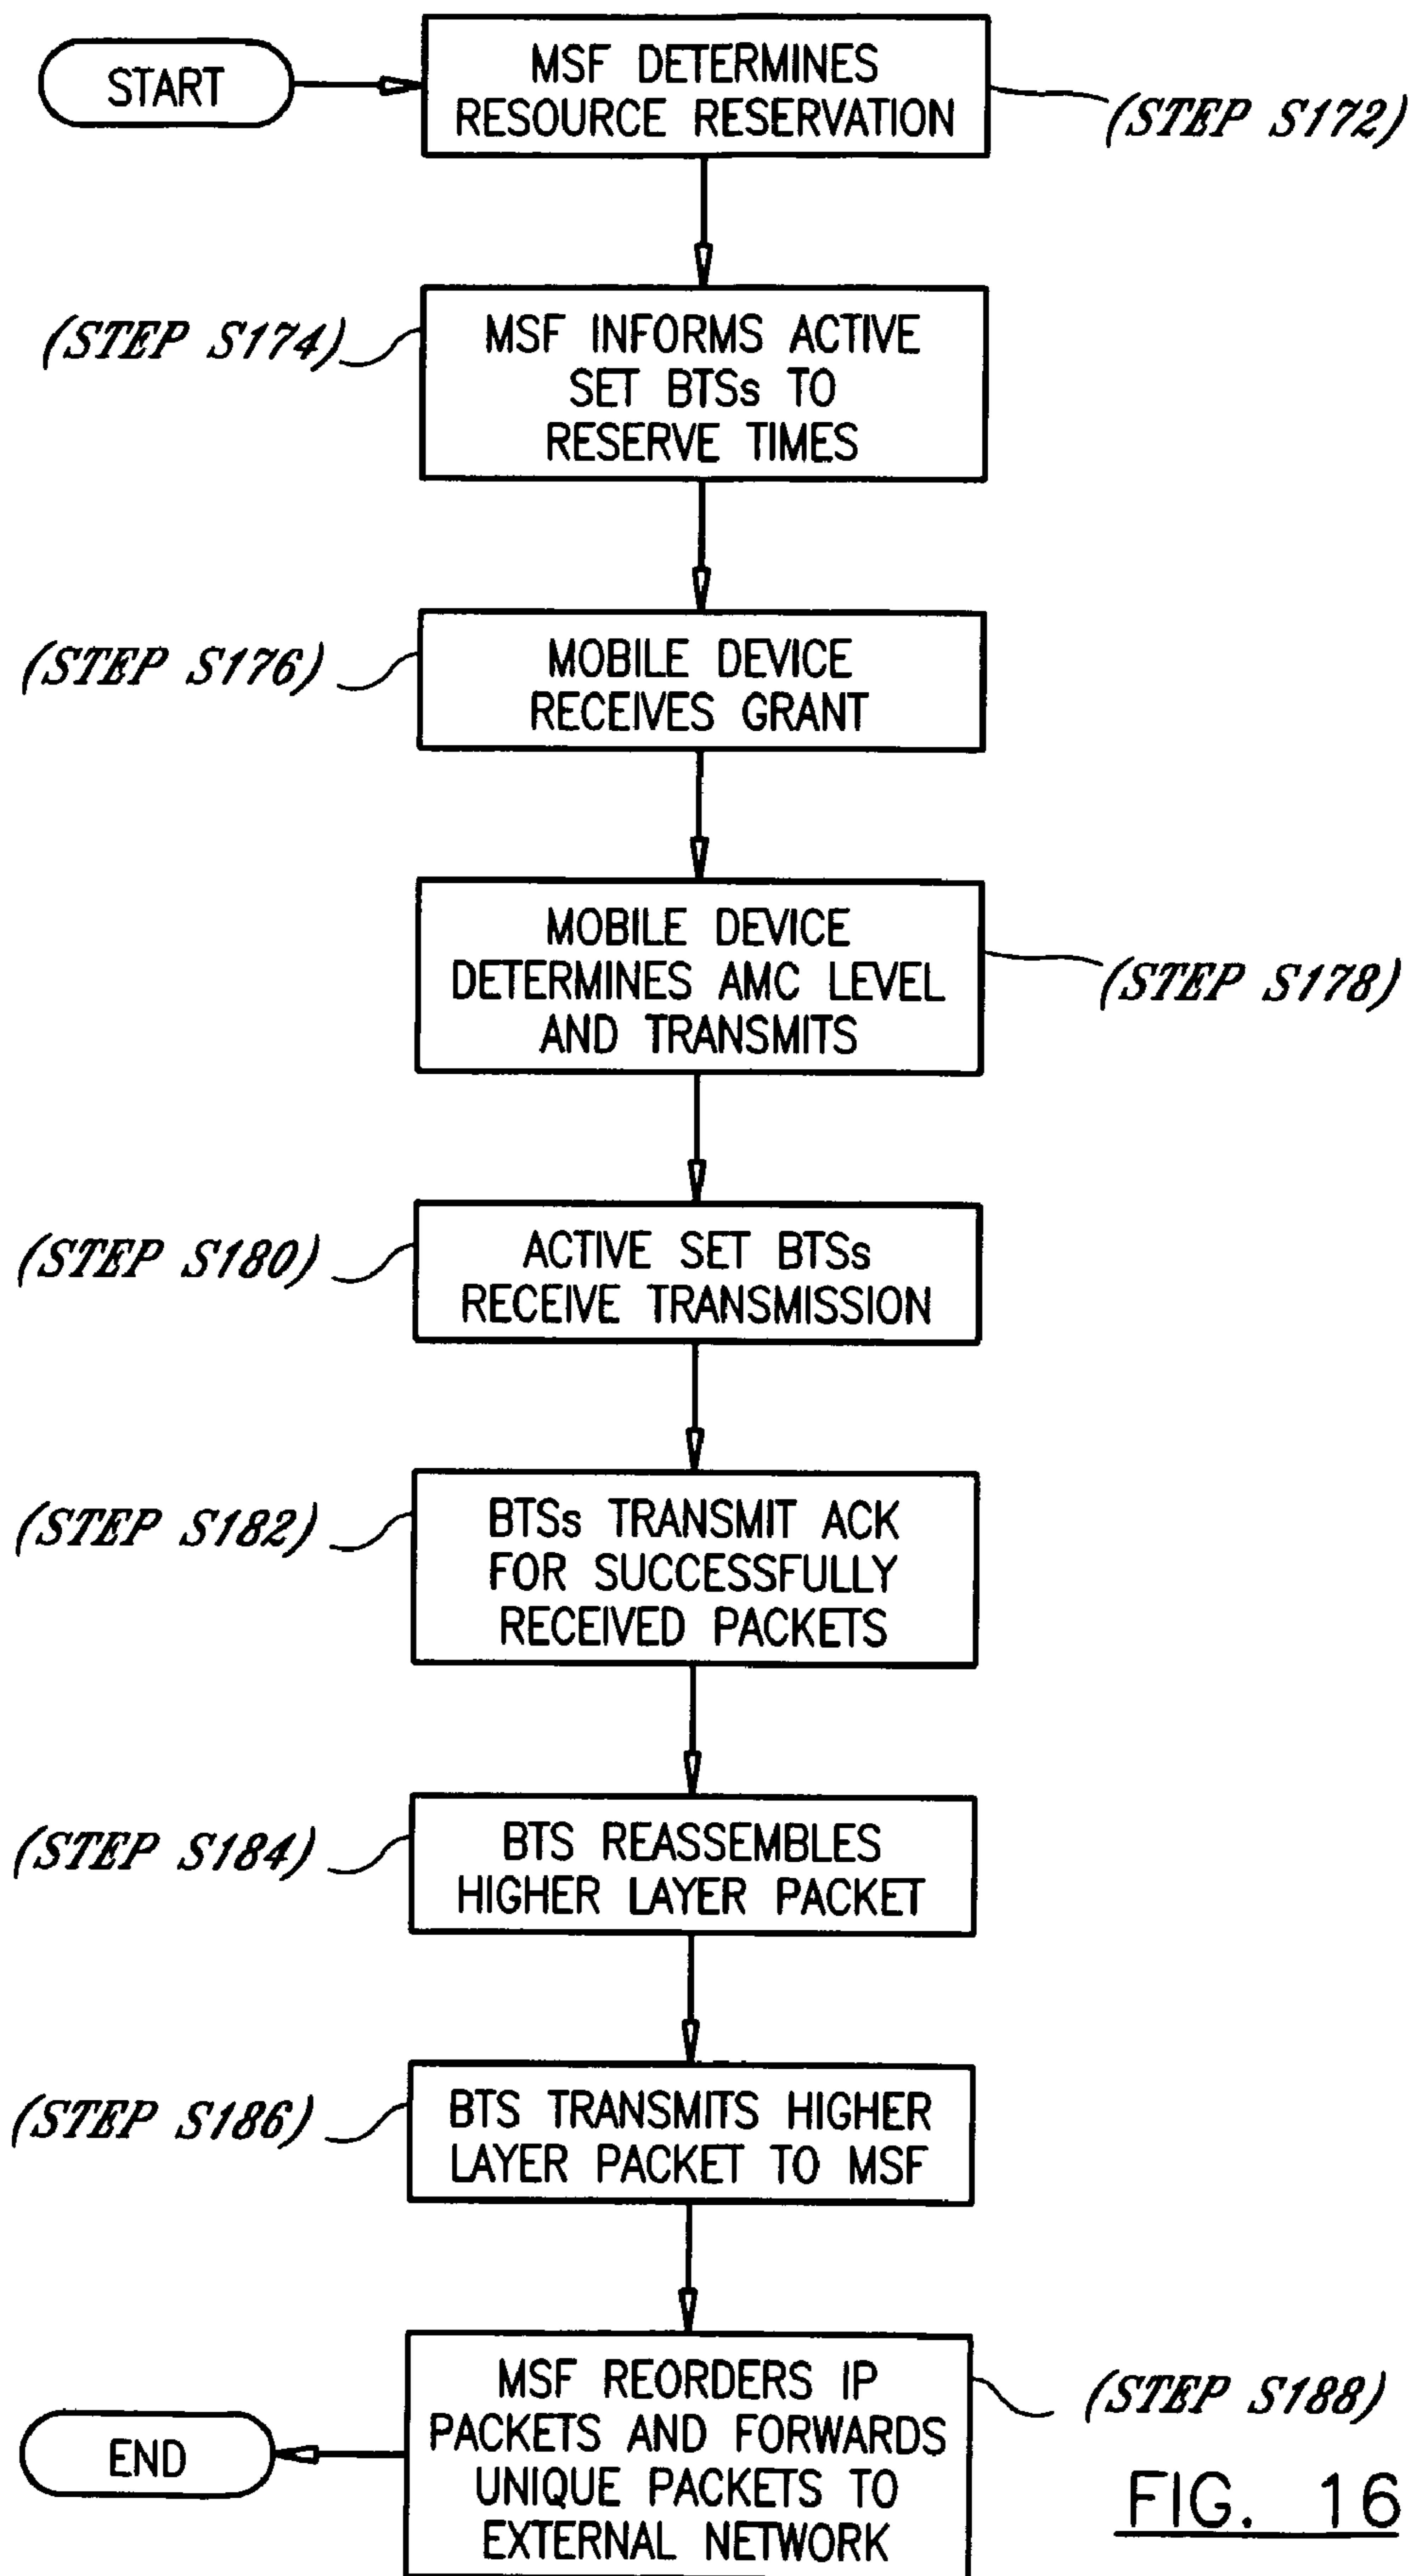 START
MSF DETERMINES
RESOURCE RESERVATION
(STEP S172)
(STEP S174)
MSF INFORMS ACTIVE
SET BTSs TO
RESERVE TIMES
(STEP S176)
MOBILE DEVICE
RECEIVES GRANT
MOBILE DEVICE
DETERMINES AMC LEVEL
AND TRANSMITS
(STEP S178)
(STEP S180)
ACTIVE SET BTSs
RECEIVE TRANSMISSION
(STEP S182)
BTSs TRANSMIT ACK
FOR SUCCESSFULLY
RECEIVED PACKETS
(STEP S184)
BTS REASSEMBLES
HIGHER LAYER PACKET
(STEP S186)
BTS TRANSMITS HIGHER
LAYER PACKET TO MSF
MSF REORDERS IP
PACKETS AND FORWARDS
UNIQUE PACKETS TO
EXTERNAL NETWORK
(STEP S188)
END
FIG. 16